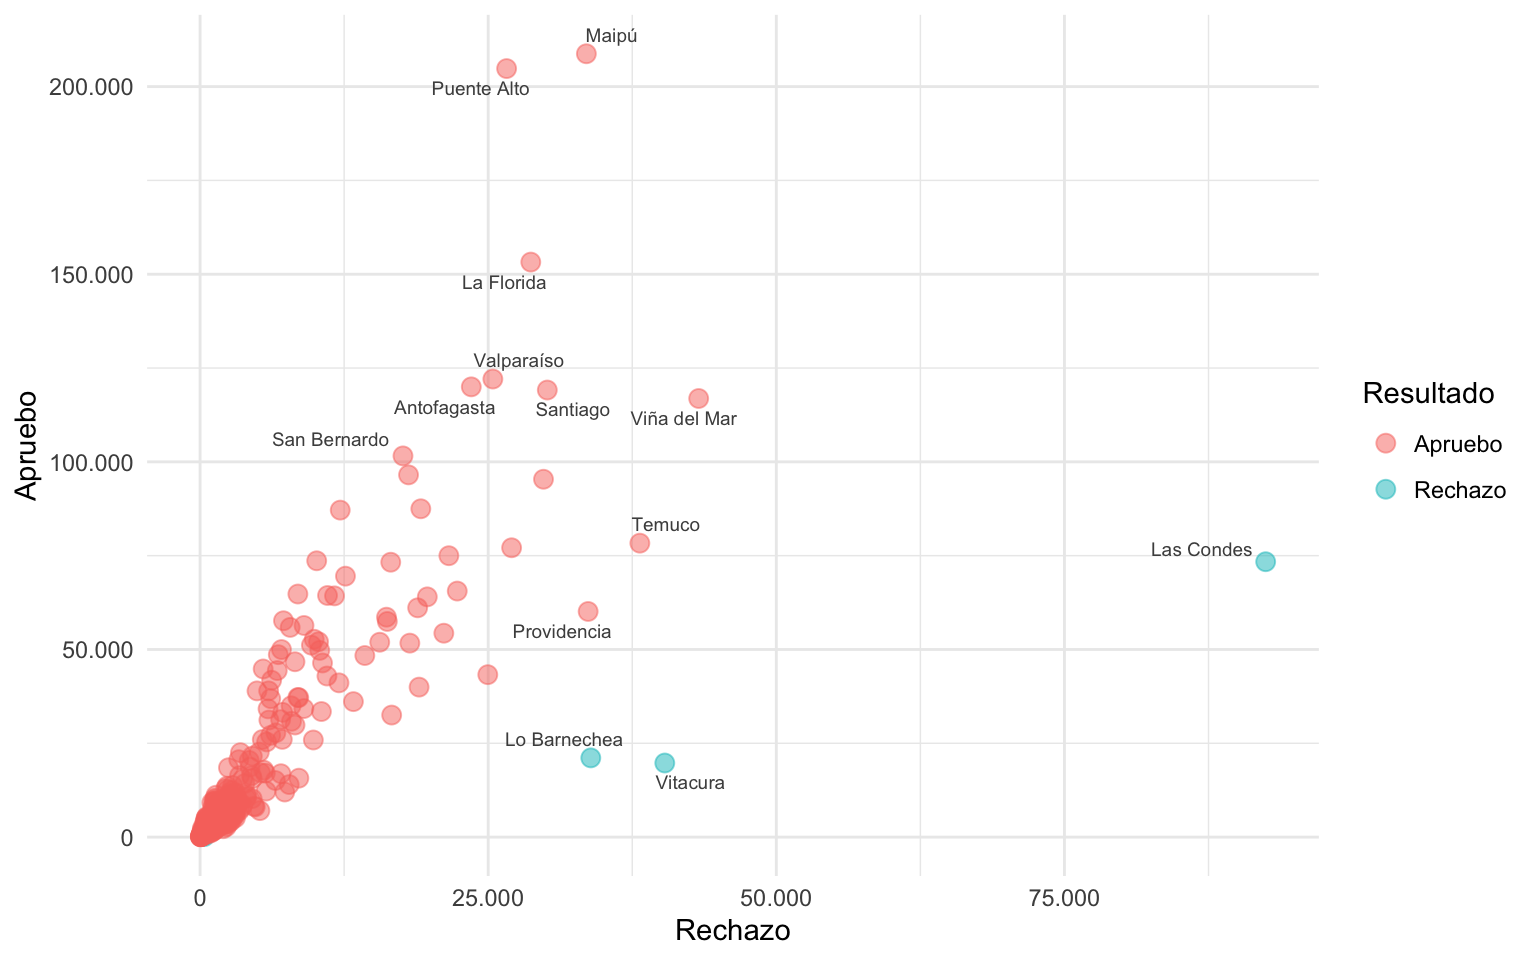 Maipú
Puente Alto
200.000
La Florida
150.000
Valparaíso
Antofagasta
Santiago
Viña del Mar
San Bernardo
100.000
Temuco
Las Condes
Providencia
50.000
Lo Barnechea
Vitacura
0
Apruebo
0
25.000
50.000
75.000
Rechazo
Resultado
Apruebo
Rechazo